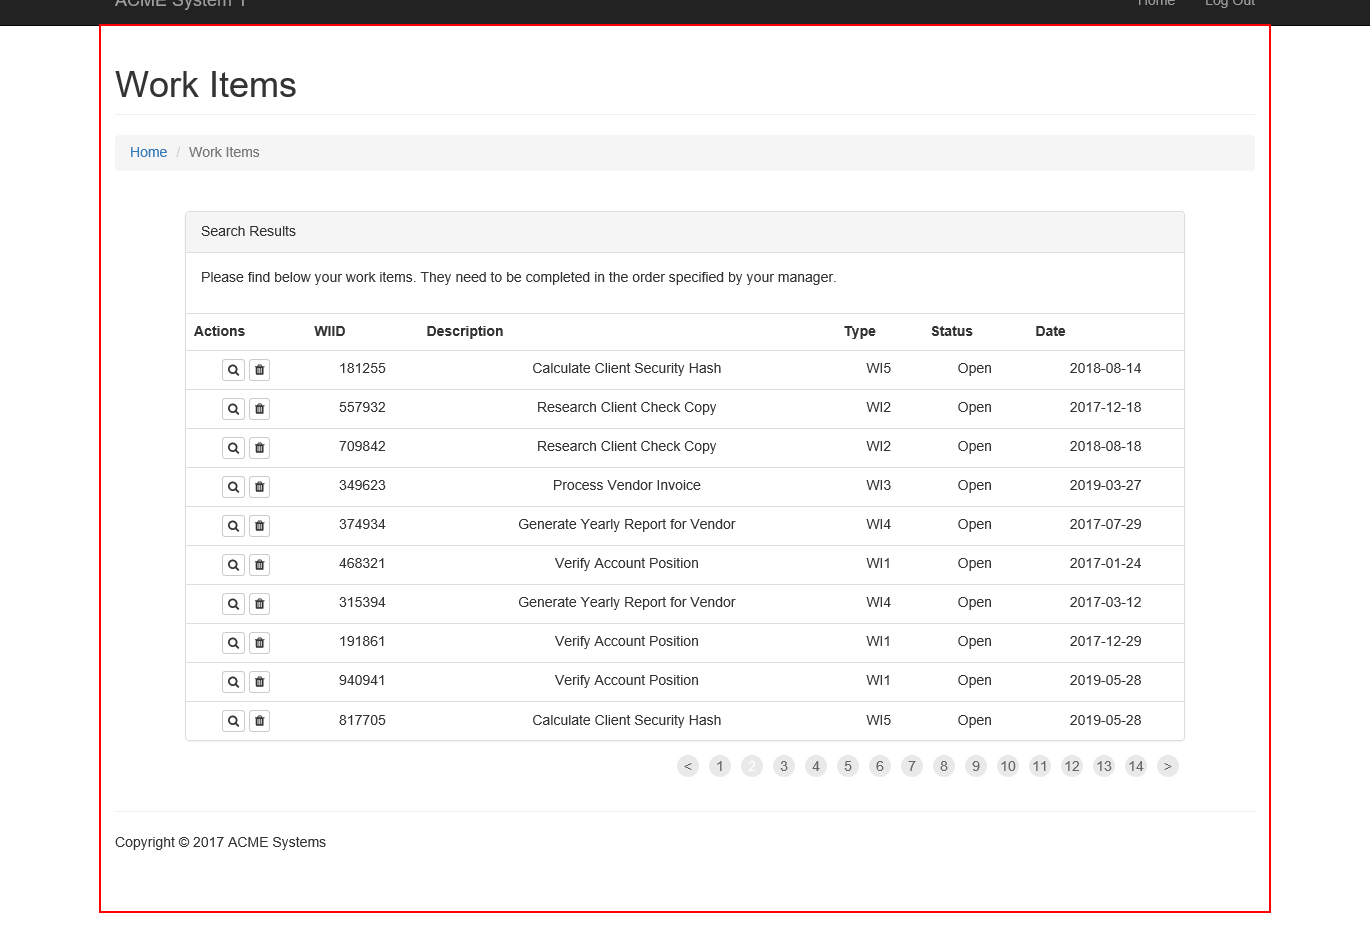 ACME System 1 Home Log Out
Work Items
Home / Work Items
Search Results
Please find below your work items. They need to be completed in the order specified by your manager.
Actions WIID Description Type Status Date
181255 Calculate Client Security Hash WI5 Open 2018-08-14
557932 Research Client Check Copy WI2 Open 2017-12-18
709842 Research Client Check Copy WI2 Open 2018-08-18
349623 Process Vendor Invoice WI3 Open 2019-03-27
374934 Generate Yearly Report for Vendor WI4 Open 2017-07-29
468321 Verify Account Position WI1 Open 2017-01-24
315394 Generate Yearly Report for Vendor WI4 Open 2017-03-12
191861 Verify Account Position WI1 Open 2017-12-29
940941 Verify Account Position WI1 Open 2019-05-28
817705 Calculate Client Security Hash WI5 Open 2019-05-28
< 1 2 3 4 5 6 7 8 9 10 11 12 13 14 >
Copyright © 2017 ACME Systems